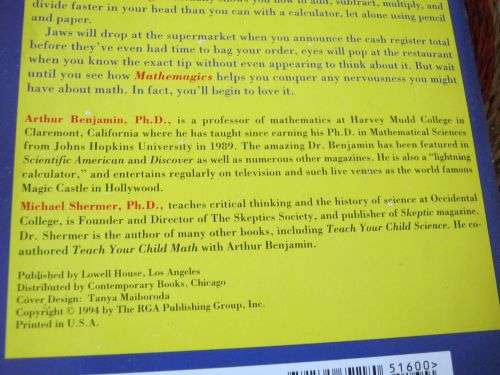 many shows you how to add, subtract, multiply, and
divide faster in your head than you can with a calculator, let alone using pencil
and paper.
Jaws will drop at the supermarket when you announce the cash register total
before they've even had time to bag your order, eyes will pop at the restaurant
when you know the exact tip without even appearing to think about it. But wait
until you see how Mathemagics helps you conquer any nervousness you might
have about math. In fact, you'll begin to love it.
Arthur Benjamin, Ph.D., is a professor of mathematics at Harvey Mudd College in
Claremont, California where he has taught since earning his Ph.D. in Mathematical Sciences
from Johns Hopkins University in 1989. The amazing Dr. Benjamin has been featured in
Scientific American and Discover as well as numerous other magazines. He is also a "lightning
calculator," and entertains regularly on television and such live venues as the world famous
Magic Castle in Hollywood.
Michael Shermer, Ph.D., teaches critical thinking and the history of science at Occidental
College, is Founder and Director of The Skeptics Society, and publisher of Skeptic magazine.
Dr. Shermer is the author of many other books, including Teach Your Child Science. He co-
authored Teach Your Child Math with Arthur Benjamin.
Published by Lowell House, Los Angeles
Distributed by Contemporary Books, Chicago
Cover Design: Tanya Maiboroda
Copyright © 1994 by The RGA Publishing Group, Inc.
Printed in U.S.A.
51600>